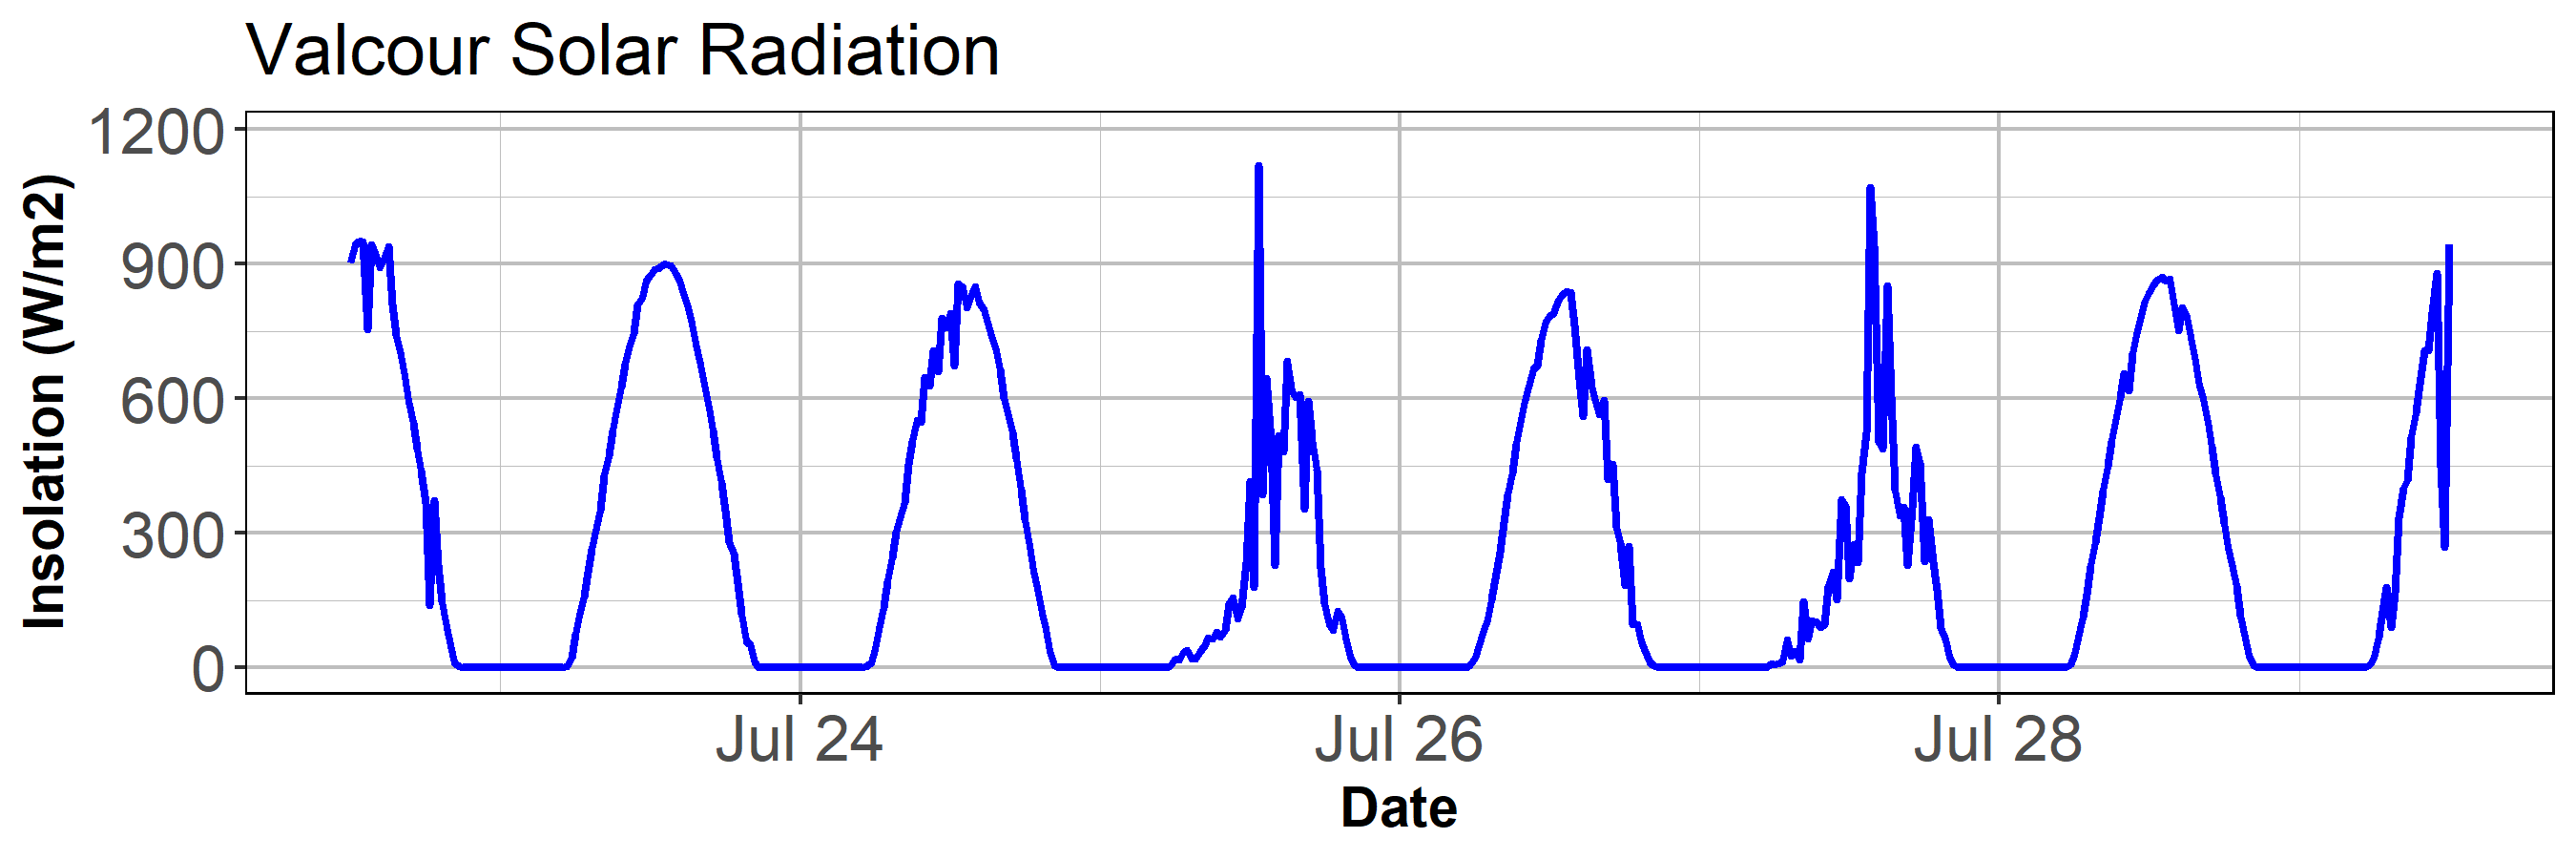 Valcour Solar Radiation
Insolation (W/m2)
1200
900
600
300
0
Jul 24
Jul 26
Jul 28
Date